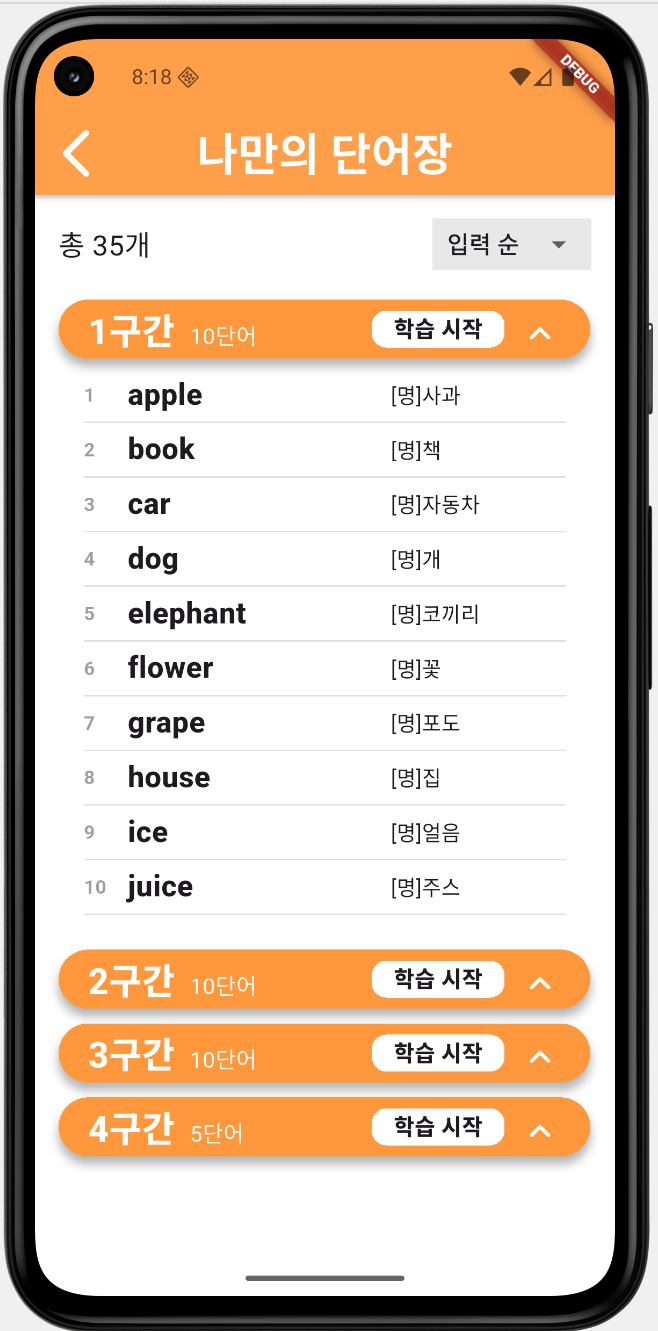 8:18
DEBUG
나만의 단어장
총 35개 입력 순
1구간 10단어 학습 시작
1 apple [명]사과
2 book [명]책
3 car [명]자동차
4 dog [명]개
5 elephant [명]코끼리
6 flower [명]꽃
7 grape [명]포도
8 house [명]집
9 ice [명]얼음
10 juice [명]주스
2구간 10단어 학습 시작
3구간 10단어 학습 시작
4구간 5단어 학습 시작